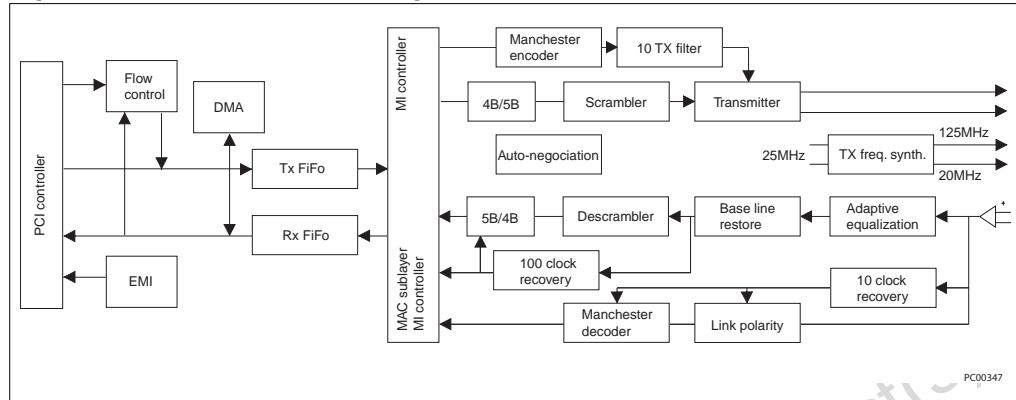 Manchester
encoder
10 TX filter
Flow
control
DMA
MI controller
4B/5B
Scrambler
Transmitter
Auto-negociation
125MHz
25MHz
TX freq. synth.
20MHz
Tx FiFo
PCI controller
Rx FiFo
EMI
MAC sublayer
MI controller
5B/4B
Descrambler
Base line
restore
Adaptive
equalization
+
100 clock
recovery
10 clock
recovery
Manchester
decoder
Link polarity
PC00347